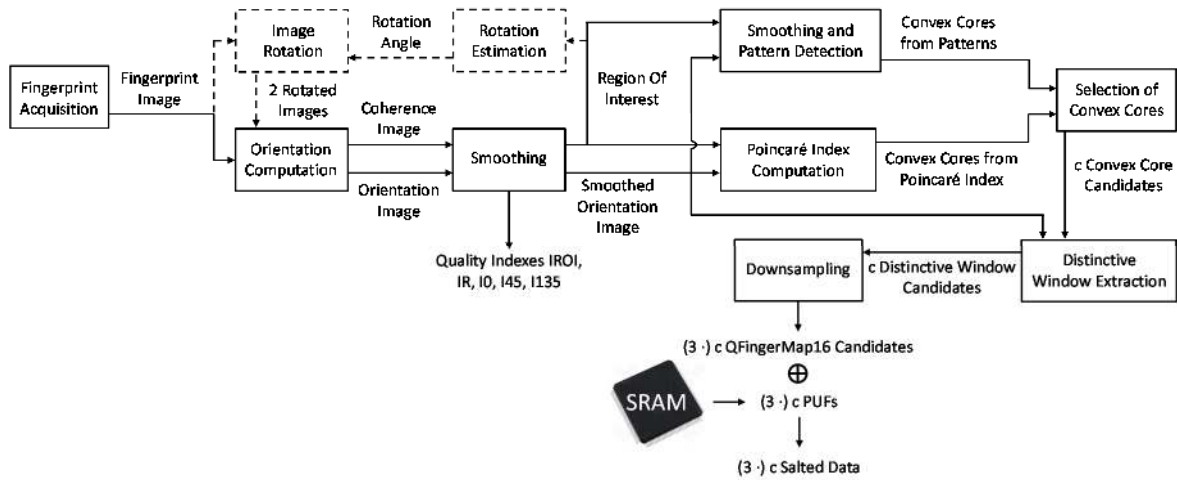 Fingerprint
Acquisition
Fingerprint
Image
Image
Rotation
Rotation
Angle
Rotation
Estimation
2 Rotated
Images
Orientation
Computation
Coherence
Image
Orientation
Image
Smoothing
Region Of
Interest
Smoothed
Orientation
Image
Quality Indexes IROI,
IR, I0, I45, I135
Smoothing and
Pattern Detection
Convex Cores
from Patterns
Poincaré Index
Computation
Convex Cores from
Poincaré Index
Selection of
Convex Cores
c Convex Core
Candidates
Distinctive
Window Extraction
c Distinctive Window
Candidates
Downsampling
(3 ·) c QFingerMap16 Candidates
⊕
SRAM
(3 ·) c PUFs
(3 ·) c Salted Data